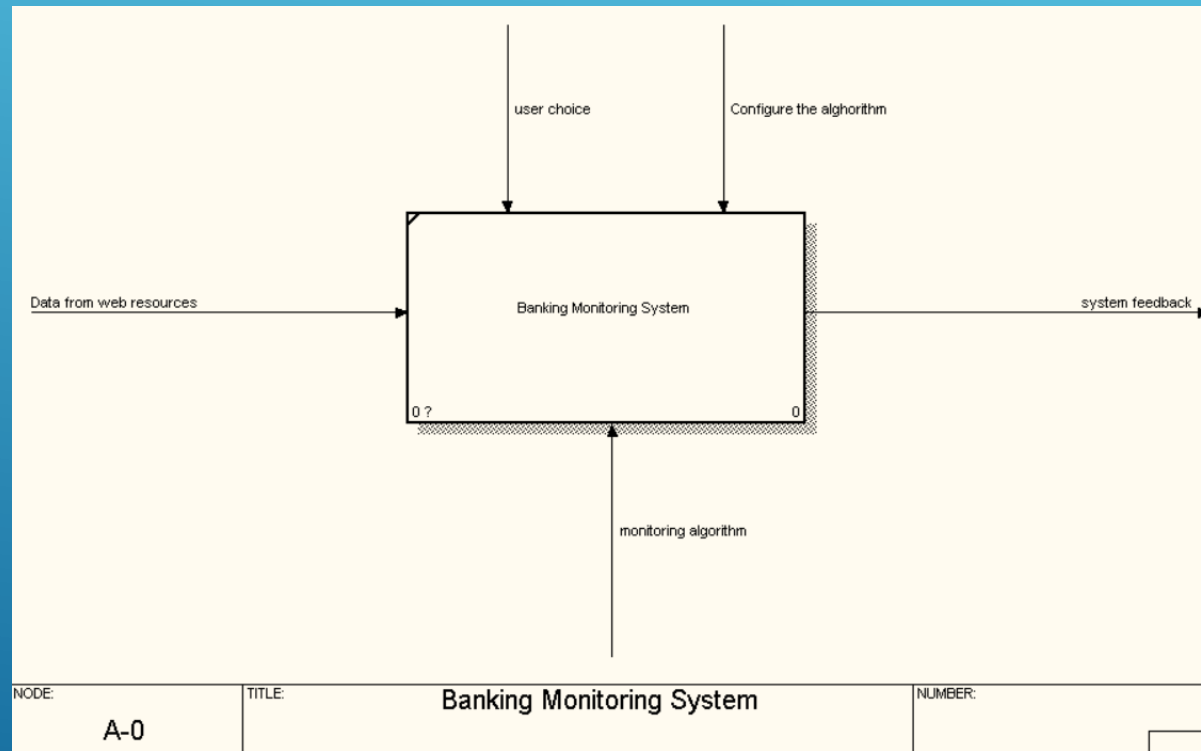 user choice
Configure the alghorithm
Data from web resources
Banking Monitoring System
system feedback
0 ?
0
monitoring algorithm
NODE:
TITLE:
Banking Monitoring System
NUMBER:
A-0